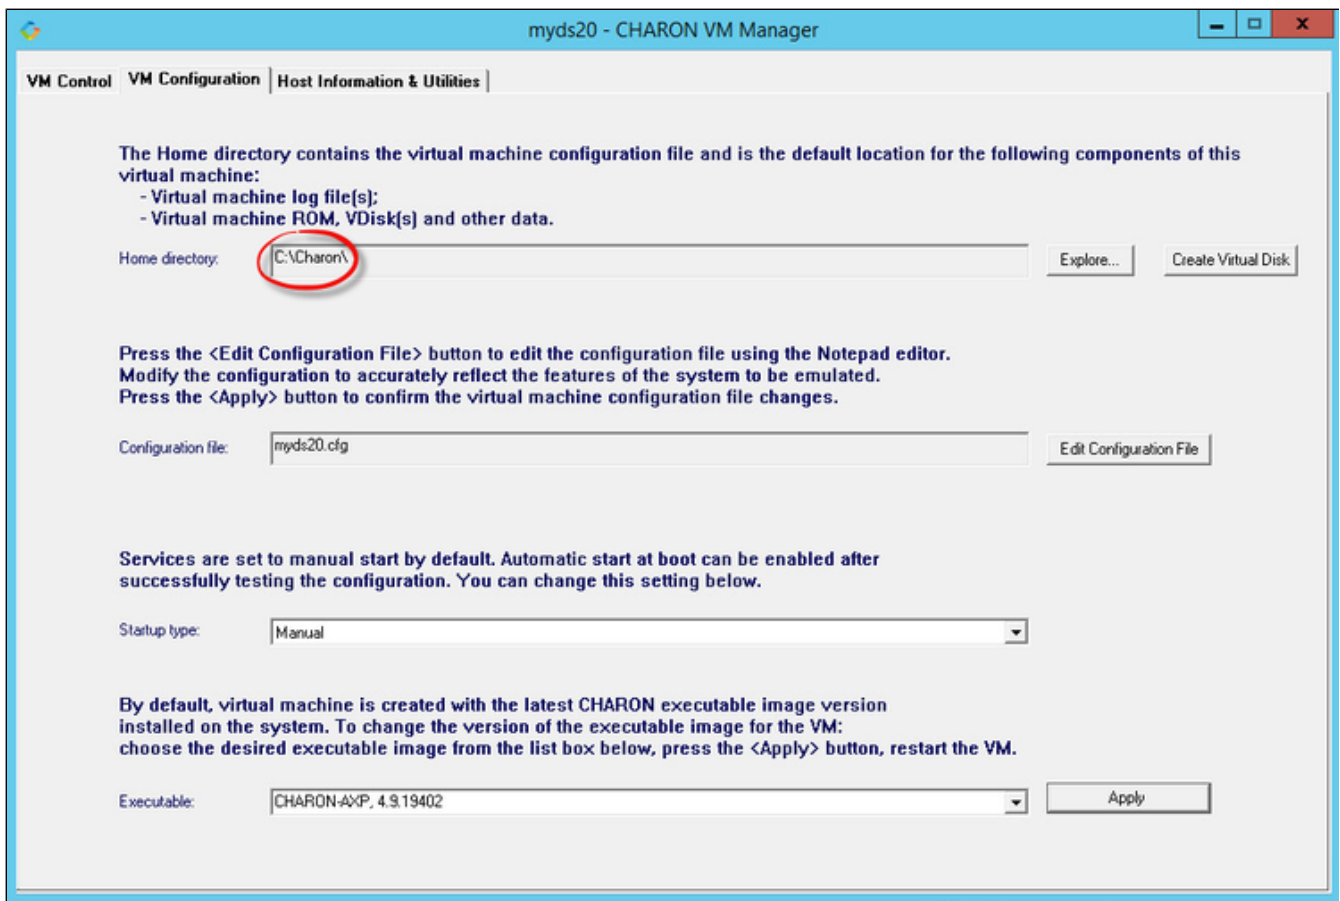 myds20 - CHARON VM Manager
VM Control VM Configuration Host Information & Utilities
The Home directory contains the virtual machine configuration file and is the default location for the following components of this
virtual machine:
- Virtual machine log file(s);
- Virtual machine ROM, VDisk(s) and other data.
Home directory: C:\Charon\ Explore... Create Virtual Disk
Press the <Edit Configuration File> button to edit the configuration file using the Notepad editor.
Modify the configuration to accurately reflect the features of the system to be emulated.
Press the <Apply> button to confirm the virtual machine configuration file changes.
Configuration file: myds20.cfg Edit Configuration File
Services are set to manual start by default. Automatic start at boot can be enabled after
successfully testing the configuration. You can change this setting below.
Startup type: Manual
By default, virtual machine is created with the latest CHARON executable image version
installed on the system. To change the version of the executable image for the VM:
choose the desired executable image from the list box below, press the <Apply> button, restart the VM.
Executable: CHARON-AXP, 4.9.19402 Apply